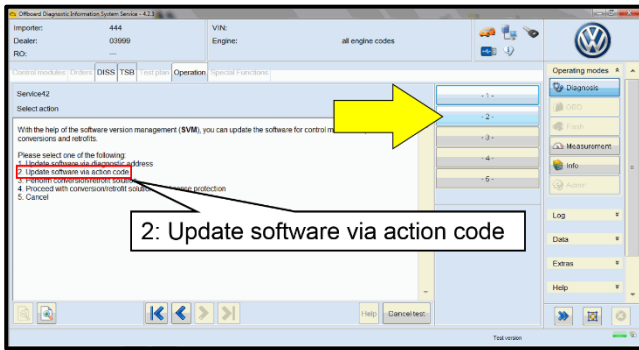 Offboard Diagnostic Information System Service - 4.2.3
Importer: 444 VIN:
Dealer: 03999 Engine: all engine codes
RO: ---
Control modules Orders DISS TSB Test plan Operation Special Functions
Operating modes
Service42
Select action
- 1 -
Diagnosis
- 2 -
OBD
With the help of the software version management (SVM), you can update the software for control
conversions and retrofits.
- 3 -
Flash
Please select one of the following:
1. Update software via diagnostic address
2. Update software via action code
3. Perform conversion/retrofit
4. Proceed with conversion/retrofit protection
5. Cancel
- 4 -
Measurement
- 5 -
Info
Admin
2: Update software via action code
Log
Data
Extras
Help
Help Cancel test
Test version